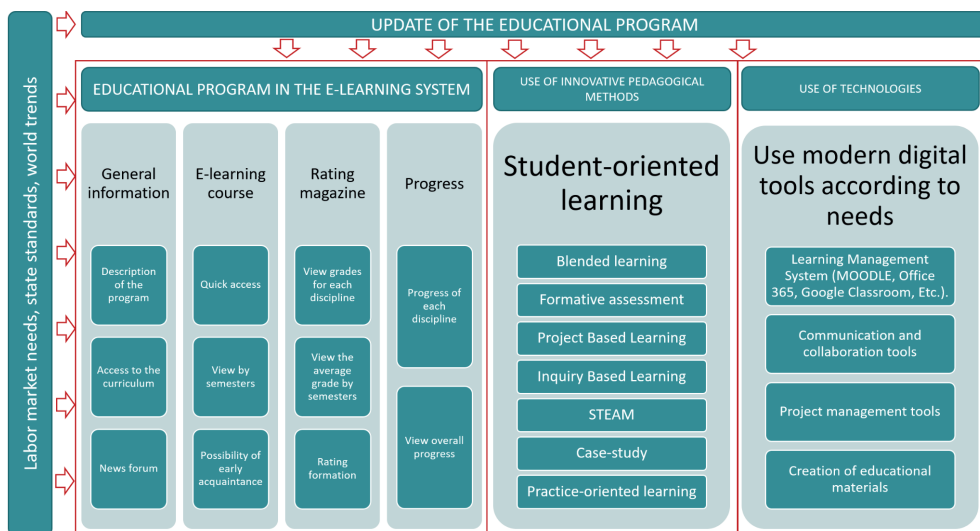 Labor market needs, state standards, world trends
UPDATE OF THE EDUCATIONAL PROGRAM
EDUCATIONAL PROGRAM IN THE E-LEARNING SYSTEM
General
information
Description
of the
program
Access to the
curriculum
News forum
E-learning
course
Quick access
View by
semesters
Possibility of
early
acquaintance
Rating
magazine
View grades
for each
discipline
View the
average
grade by
semesters
Rating
formation
Progress
Progress of
each
discipline
View overall
progress
USE OF INNOVATIVE PEDAGOGICAL
METHODS
Student-oriented
learning
Blended learning
Formative assessment
Project Based Learning
Inquiry Based Learning
STEAM
Case-study
Practice-oriented learning
USE OF TECHNOLOGIES
Use modern digital
tools according to
needs
Learning Management
System (MOODLE, Office
365, Google Classroom, Etc.).
Communication and
collaboration tools
Project management tools
Creation of educational
materials